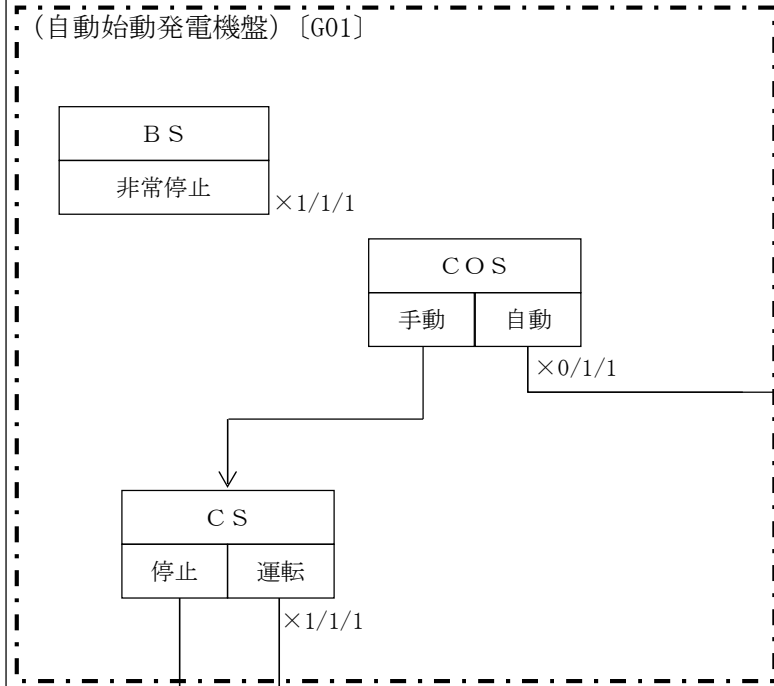 (自動始動発電機盤)〔G01〕
ＢＳ
非常停止
×1/1/1
ＣＯＳ
手動 自動
×0/1/1
ＣＳ
停止 運転
×1/1/1